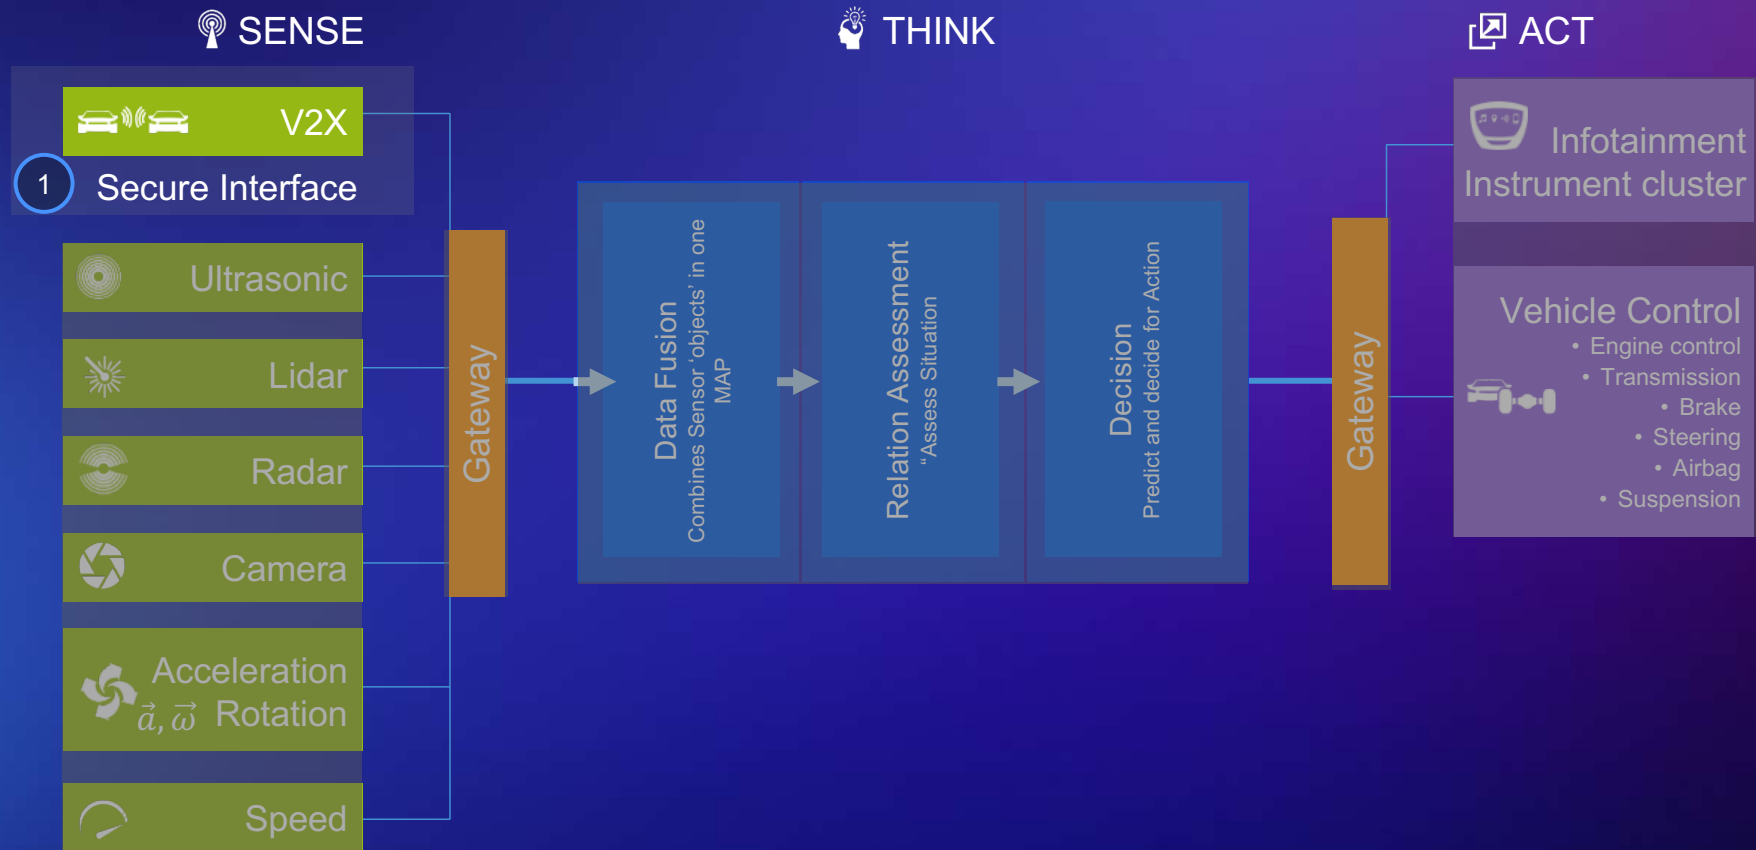 SENSE
THINK
ACT
V2X
1
Secure Interface
Ultrasonic
Lidar
Radar
Camera
Acceleration
a⃗, ω⃗ Rotation
Speed
Gateway
Data Fusion
Combines Sensor ‘objects’ in one
MAP
Relation Assessment
“Assess Situation
Decision
Predict and decide for Action
Gateway
Infotainment
Instrument cluster
Vehicle Control
• Engine control
• Transmission
• Brake
• Steering
• Airbag
• Suspension